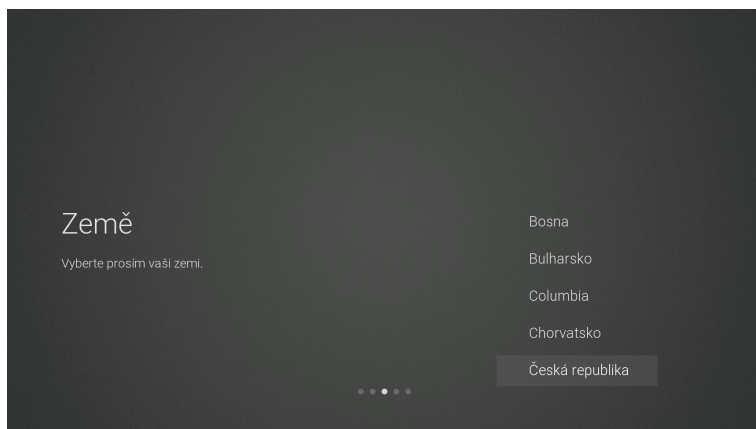 Země
Vyberte prosím vaši zemi.
Bosna
Bulharsko
Columbia
Chorvatsko
Česká republika